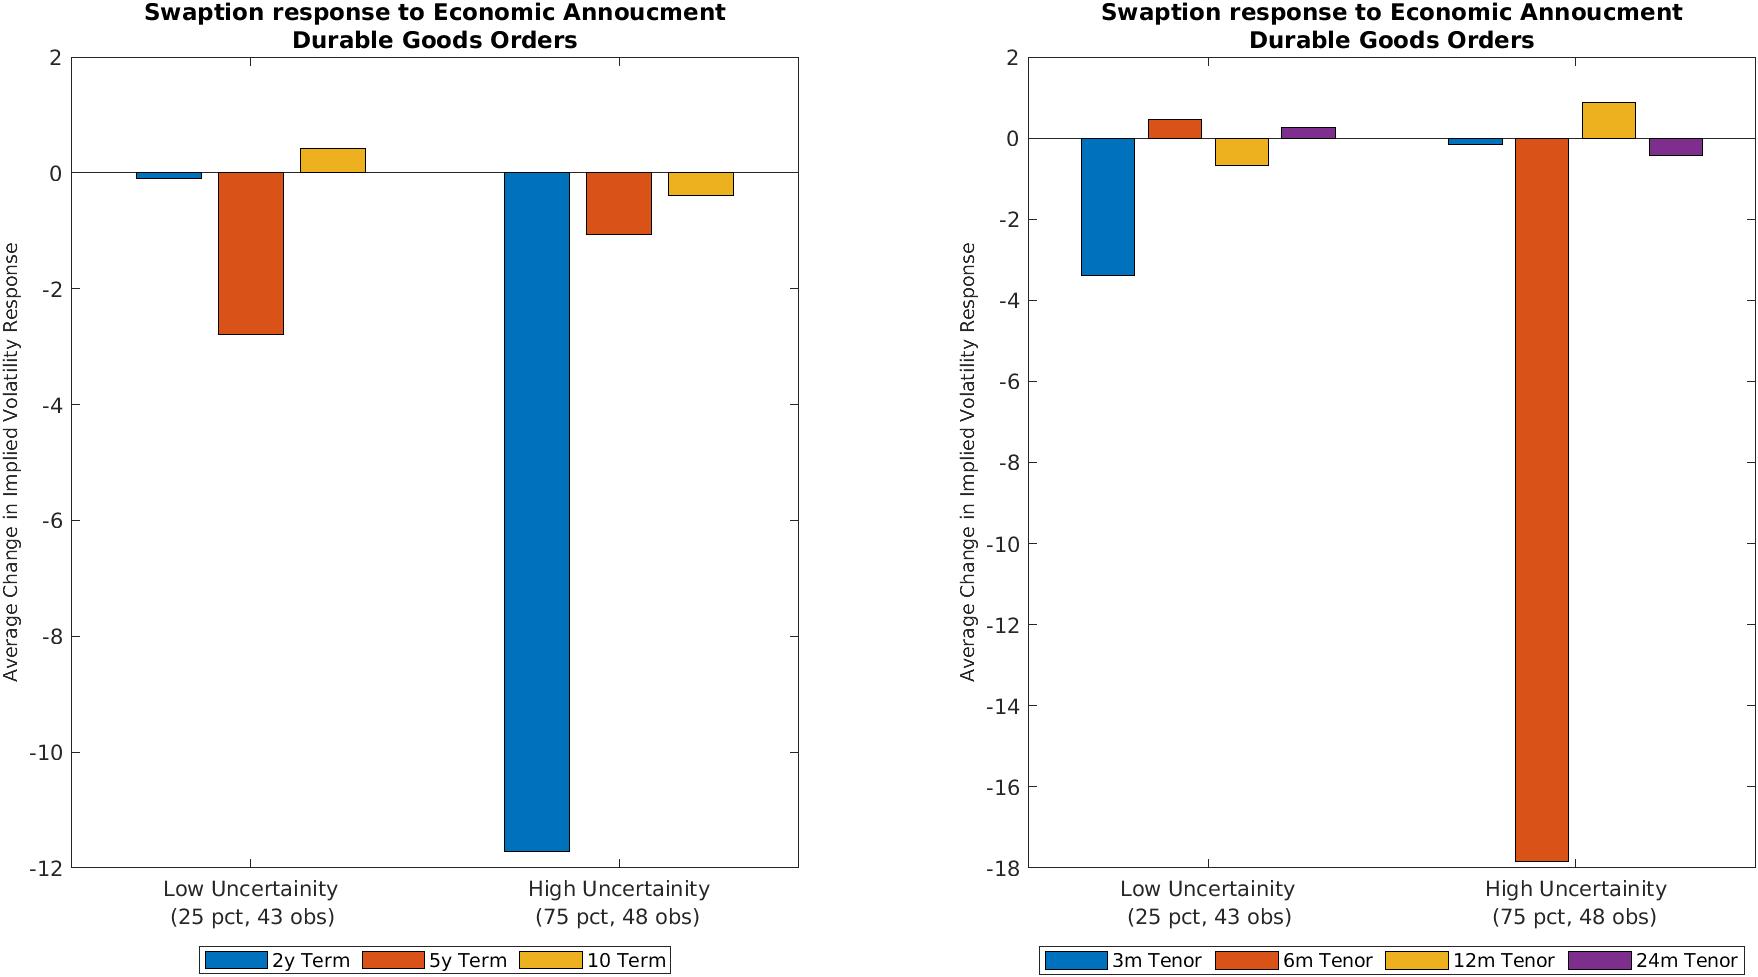 Swaption response to Economic Annoucment
Durable Goods Orders
Average Change in Implied Volatility Response
2
0
-2
-4
-6
-8
-10
-12
Low Uncertainity
(25 pct, 43 obs)
High Uncertainity
(75 pct, 48 obs)
2y Term 5y Term 10 Term
Swaption response to Economic Annoucment
Durable Goods Orders
Average Change in Implied Volatility Response
2
0
-2
-4
-6
-8
-10
-12
-14
-16
-18
Low Uncertainity
(25 pct, 43 obs)
High Uncertainity
(75 pct, 48 obs)
3m Tenor 6m Tenor 12m Tenor 24m Tenor